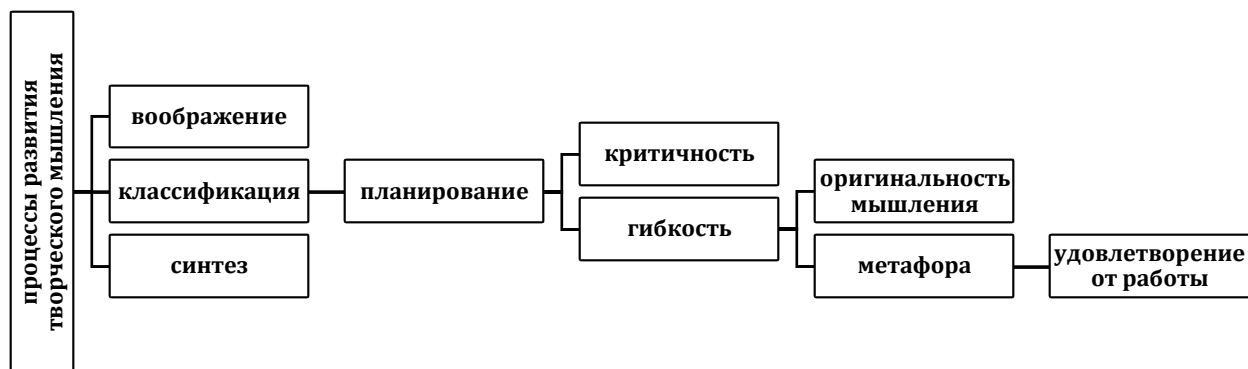 процессы развития
творческого мышления
воображение
классификация
синтез
планирование
критичность
гибкость
оригинальность
мышления
метафора
удовлетворение
от работы